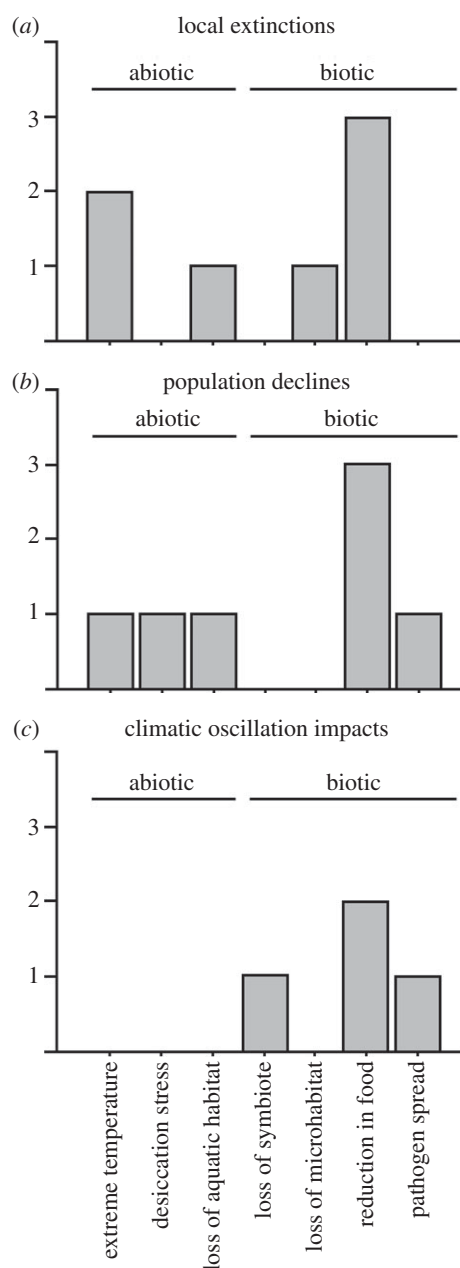 (a) local extinctions
abiotic biotic
3
2
1
(b) population declines
abiotic biotic
3
2
1
(c) climatic oscillation impacts
abiotic biotic
3
2
1
extreme temperature
desiccation stress
loss of aquatic habitat
loss of symbiote
loss of microhabitat
reduction in food
pathogen spread